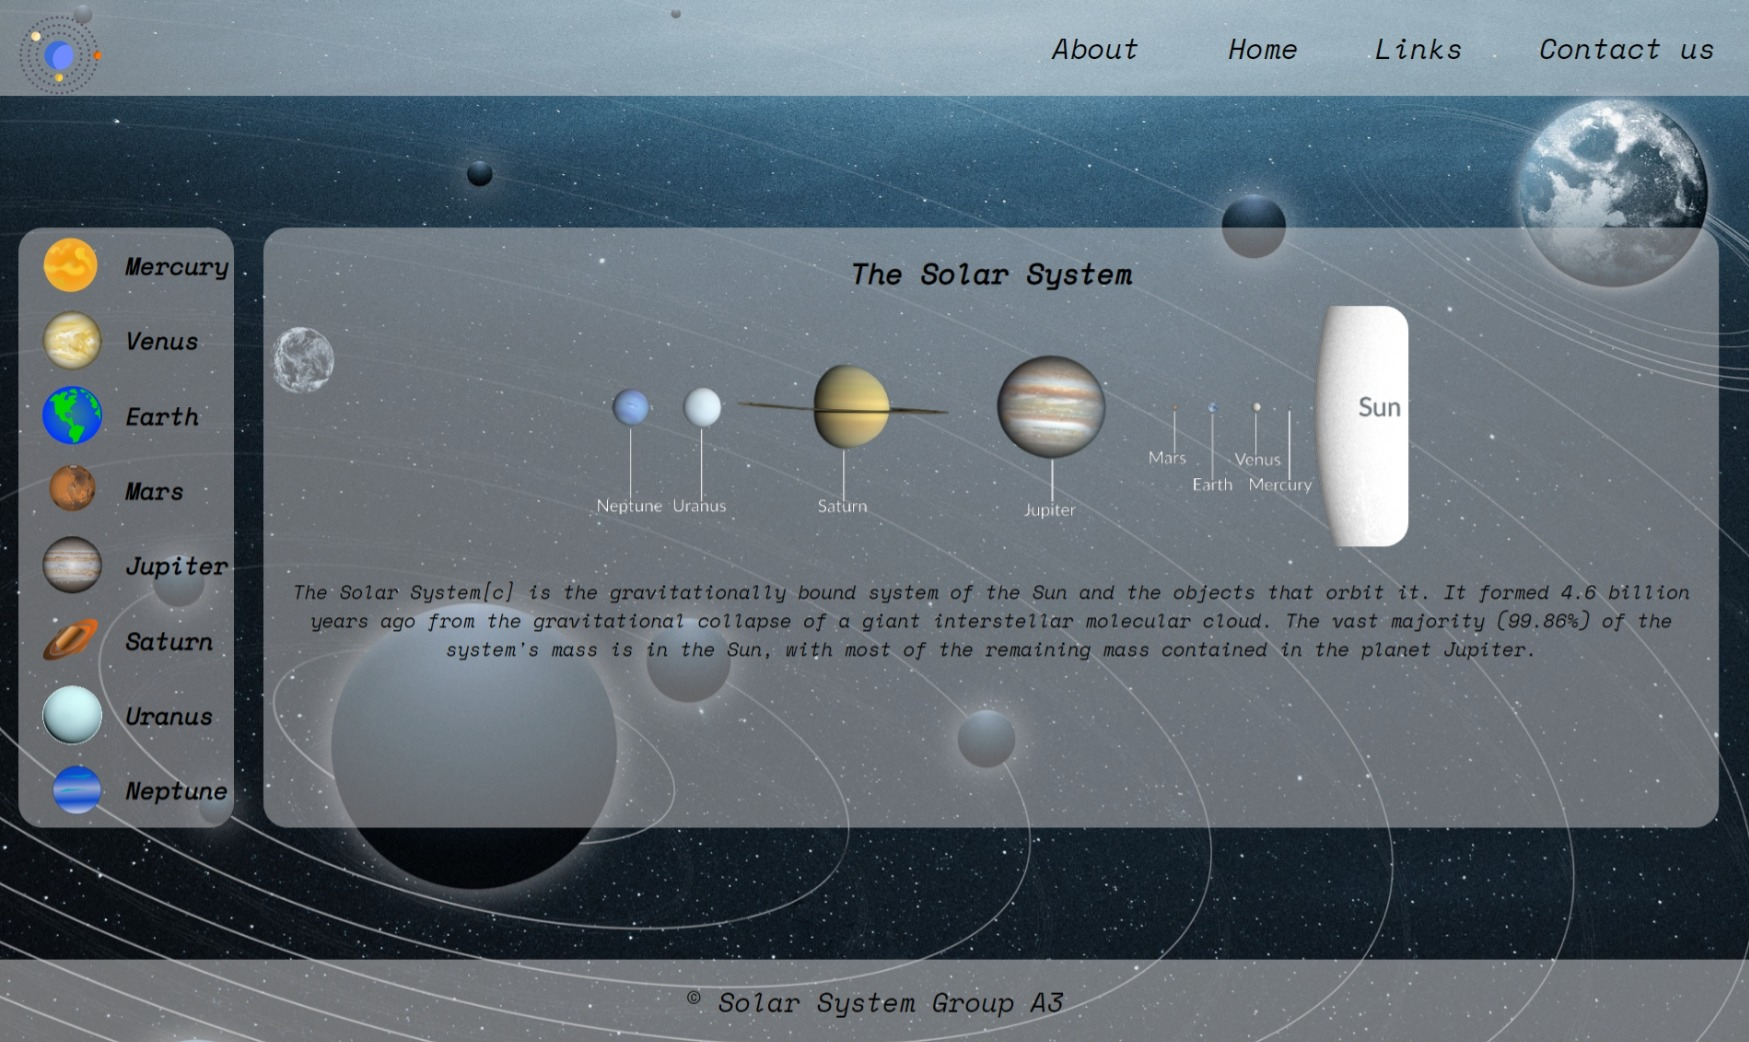 About Home Links Contact us
Mercury
Venus
Earth
Mars
Jupiter
Saturn
Uranus
Neptune
The Solar System
Sun
Mars Venus
Earth Mercury
Neptune Uranus Saturn Jupiter
The Solar System[c] is the gravitationally bound system of the Sun and the objects that orbit it. It formed 4.6 billion
years ago from the gravitational collapse of a giant interstellar molecular cloud. The vast majority (99.86%) of the
system's mass is in the Sun, with most of the remaining mass contained in the planet Jupiter.
© Solar System Group A3